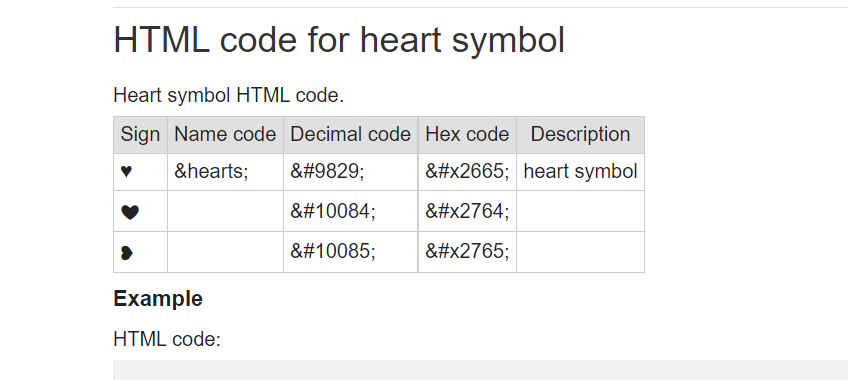 HTML code for heart symbol
Heart symbol HTML code.
Sign Name code Decimal code Hex code Description
♥ &hearts; &#9829; &#x2665; heart symbol
❤ &#10084; &#x2764;
❥ &#10085; &#x2765;
Example
HTML code: